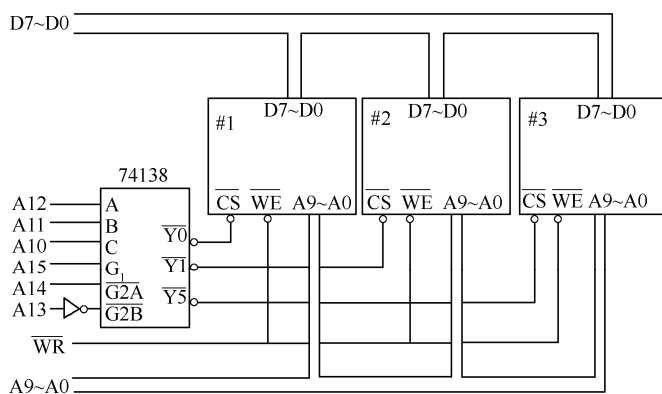 D7~D0
D7~D0
D7~D0
D7~D0
#1
#2
#3
74138
CS WE A9~A0
CS WE A9~A0
CS WE A9~A0
A12
A
A11
B
Y0
A10
C
A15
G1
Y1
A14
G2A
Y5
A13
G2B
WR
A9~A0